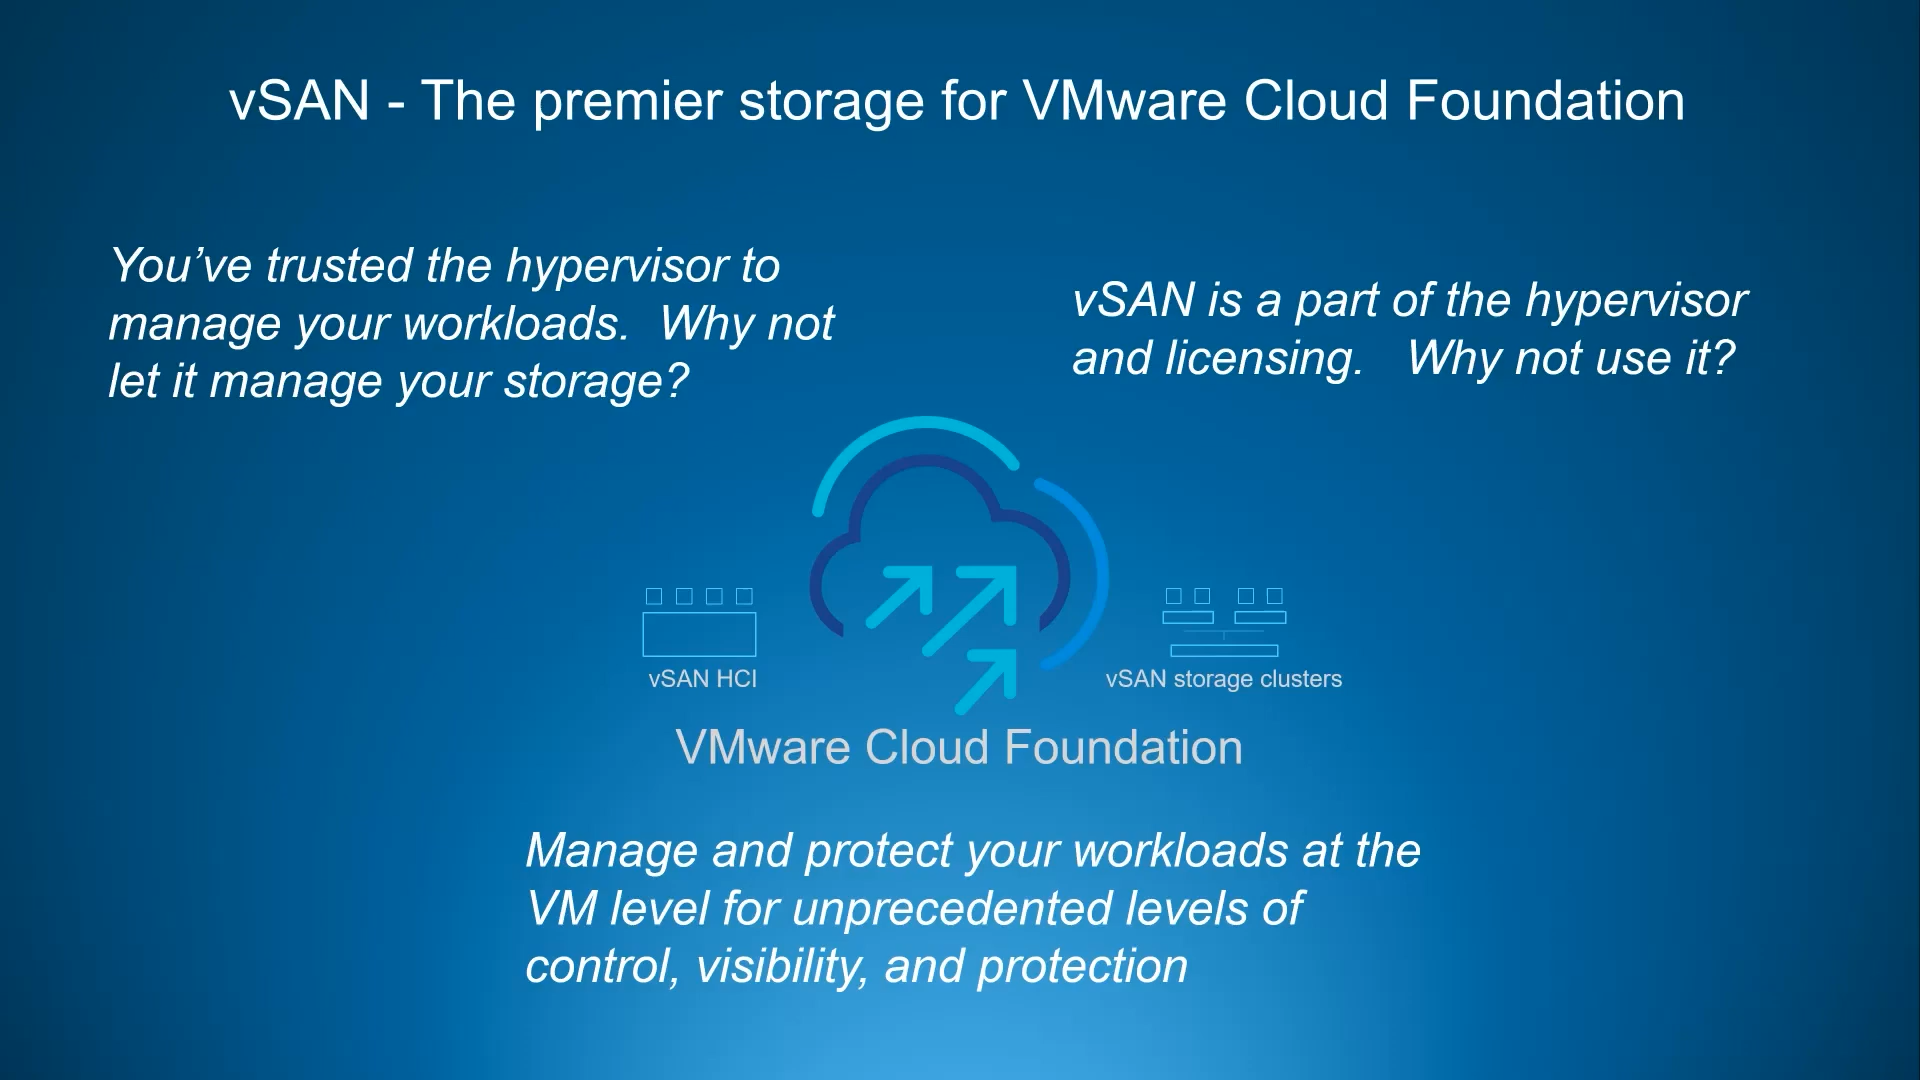 vSAN - The premier storage for VMware Cloud Foundation
You’ve trusted the hypervisor to
manage your workloads.  Why not
let it manage your storage?
vSAN is a part of the hypervisor
and licensing.   Why not use it?
vSAN HCI
vSAN storage clusters
VMware Cloud Foundation
Manage and protect your workloads at the
VM level for unprecedented levels of
control, visibility, and protection